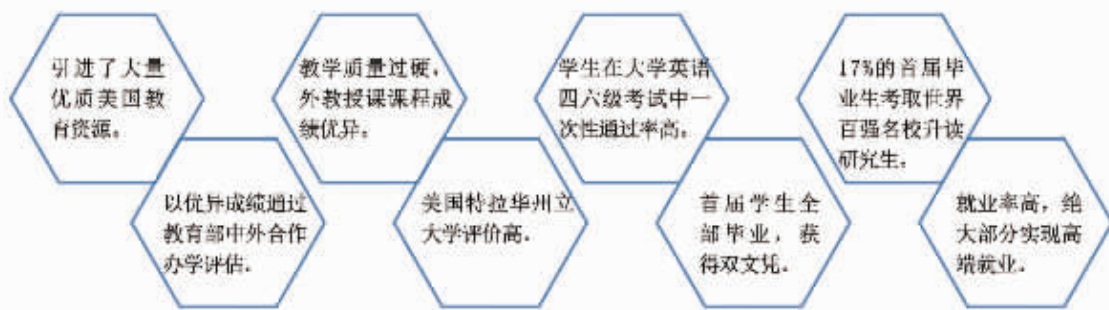 引进了大量
优质美国教
育资源。
以优异成绩通过
教育部中外合作
办学评估。
教学质量过硬，
外教授课课程成
绩优异。
美国特拉华州立
大学评价高。
学生在大学英语
四六级考试中一
次性通过率高。
首届学生全
部毕业，获
得双文凭。
17%的首届毕
业生考取世界
百强名校升读
研究生。
就业率高，绝
大部分实现高
端就业。